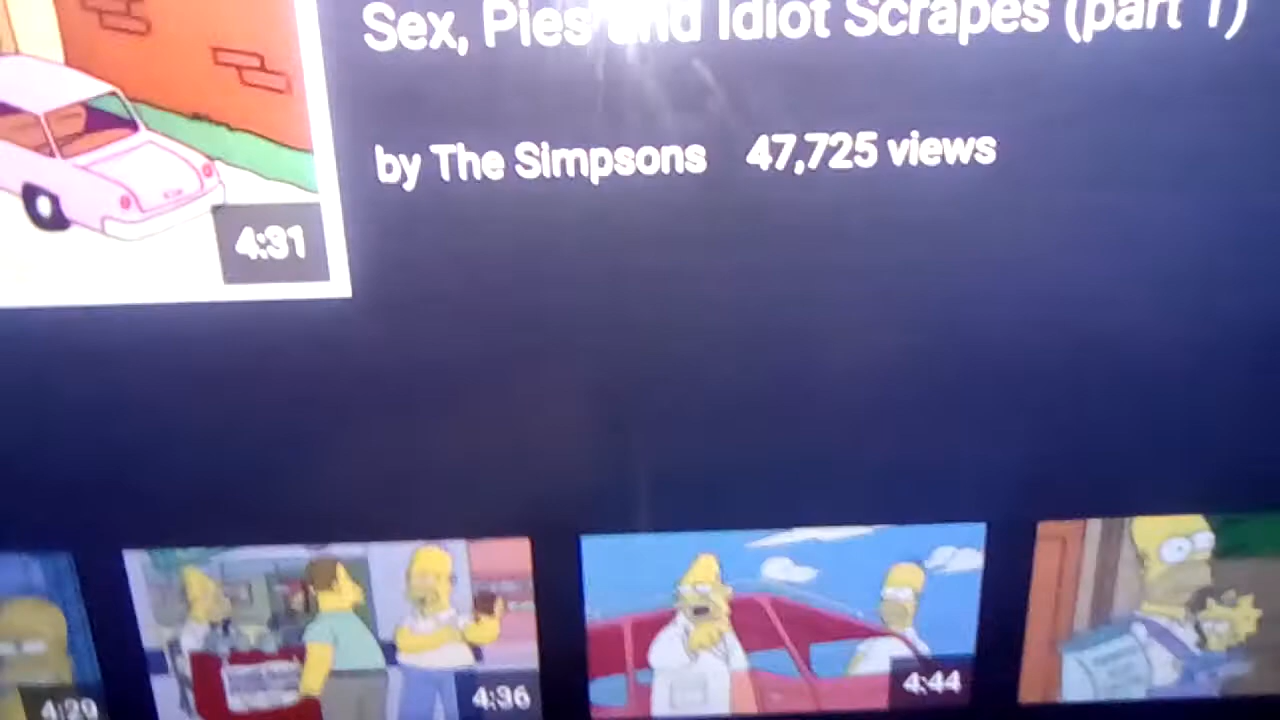 Sex, Pies and Idiot Scrapes (part 1)
by The Simpsons 47,725 views
4:31
4:29
4:36
4:44